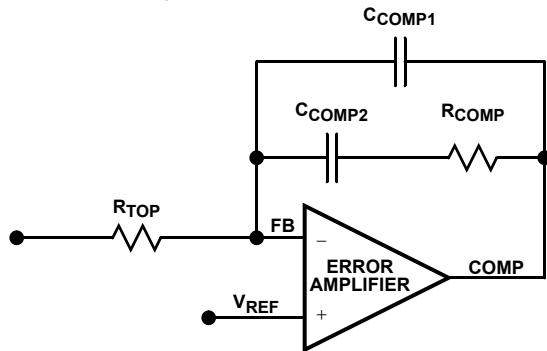 CCOMP1
CCOMP2
RCOMP
RTOP
FB
−
ERROR
AMPLIFIER
COMP
VREF
+